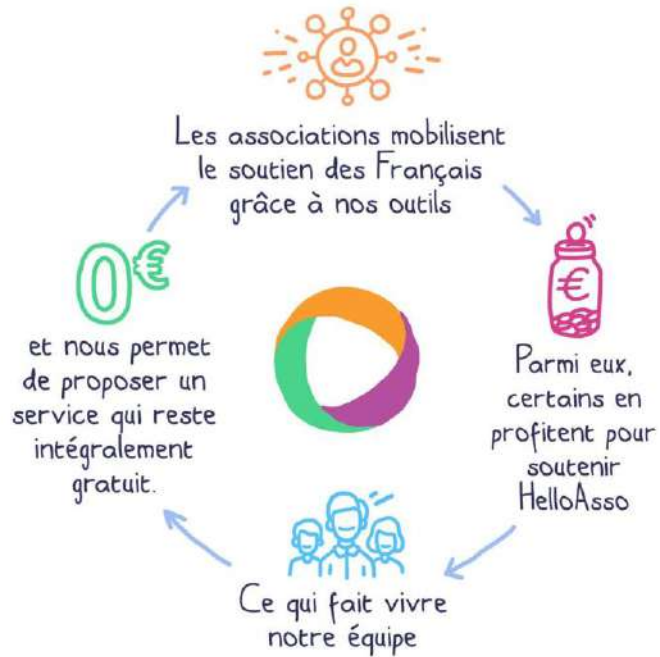 Les associations mobilisent
le soutien des Français
grâce à nos outils
€
Parmi eux,
certains en
profitent pour
soutenir
HelloAsso
Ce qui fait vivre
notre équipe
0€
et nous permet
de proposer un
service qui reste
intégralement
gratuit.